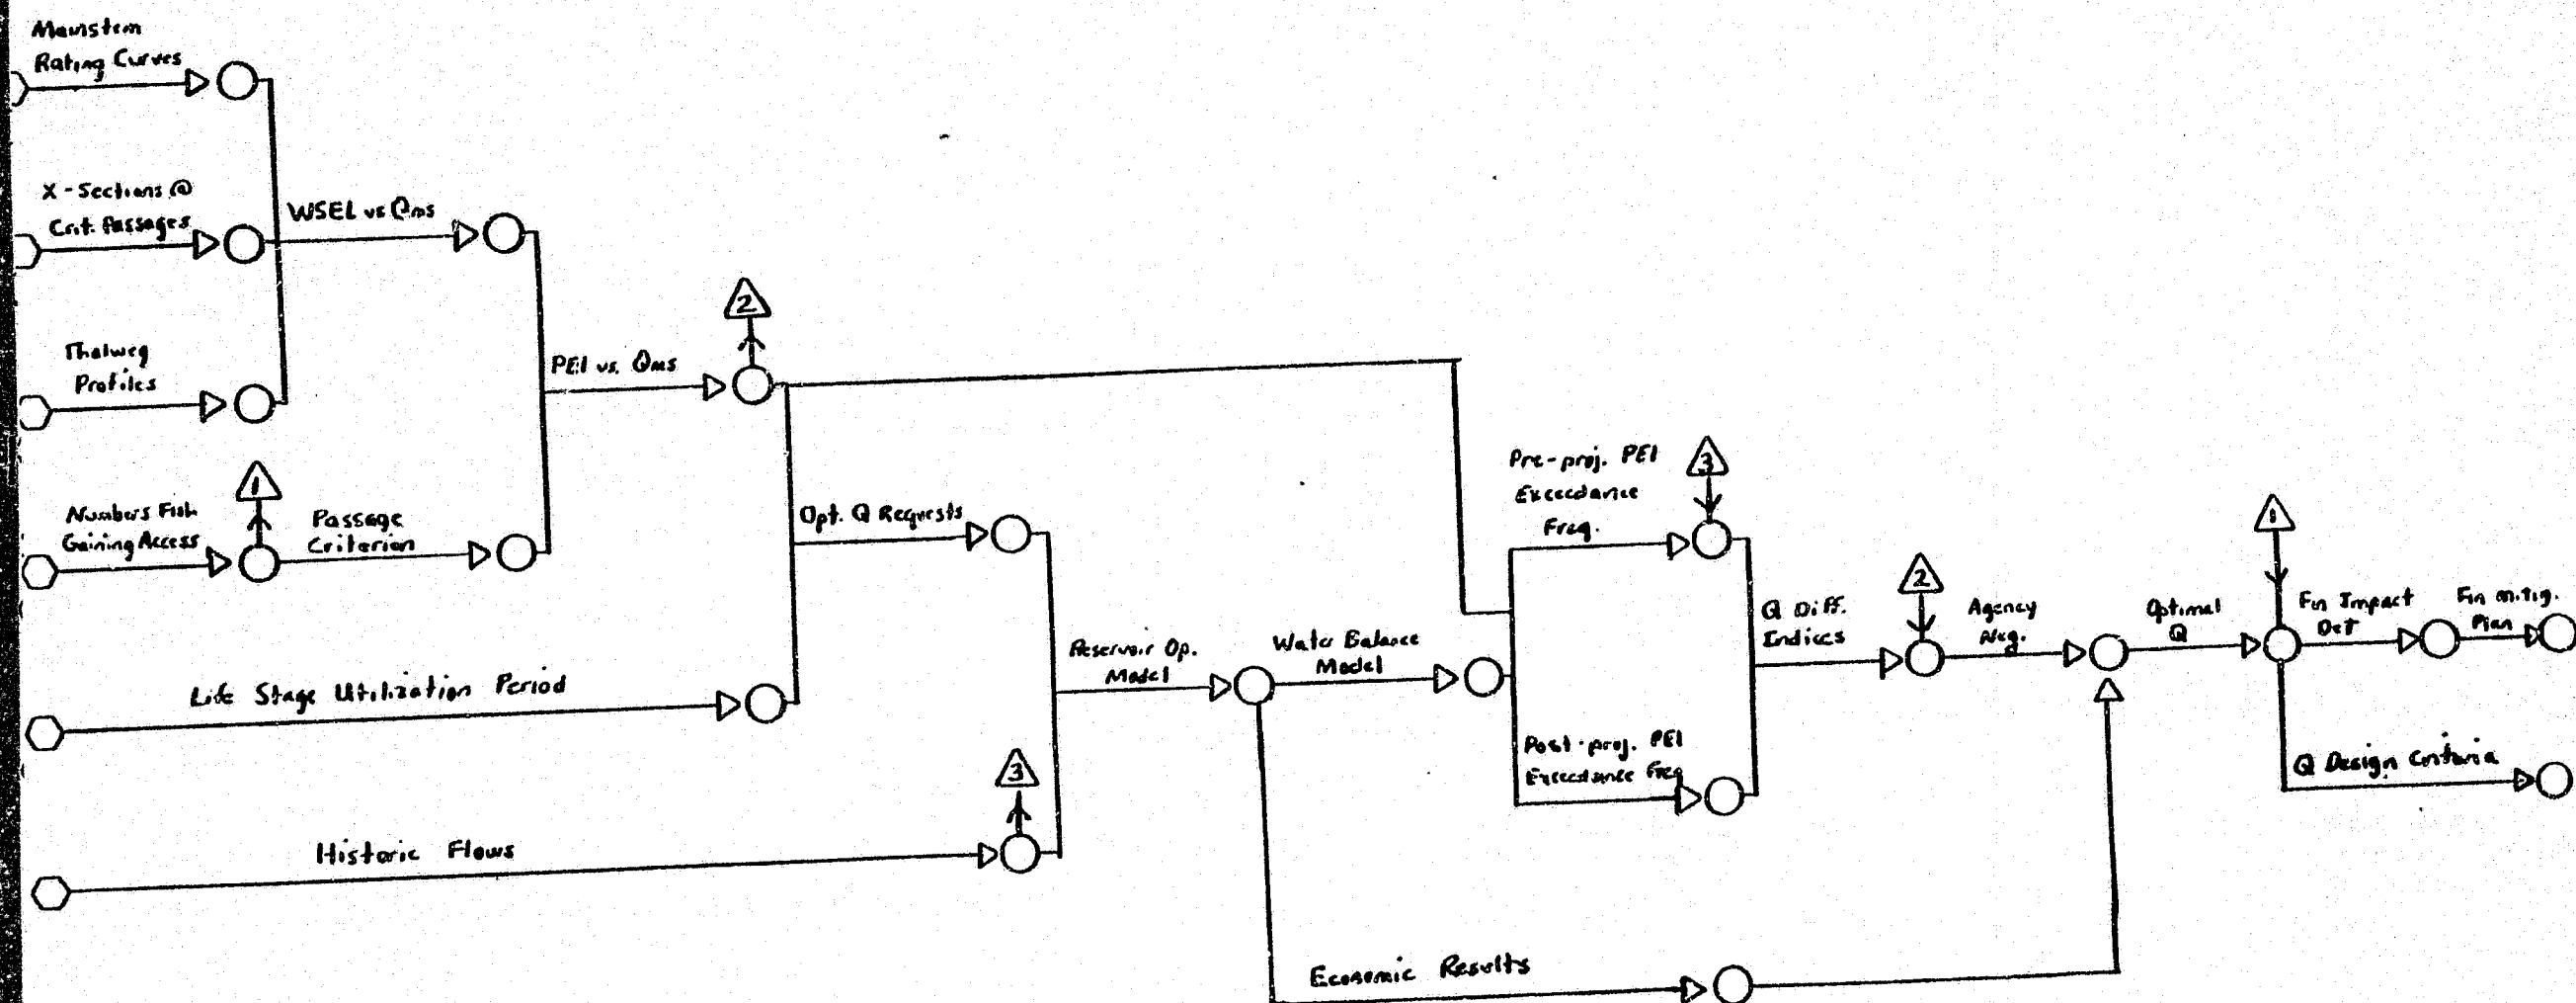 Mainstem
Rating Curves
X-Sections @
Crit. Passages
WSEL vs Qms
Thalweg
Profiles
2
PEI vs. Qms
1
Numbers Fish
Gaining Access
Passage
Criterion
Opt. Q Requests
Pre-proj. PEI
Exceedance
Freq.
3
Life Stage Utilization Period
Reservoir Op.
Model
Water Balance
Model
Post-proj. PEI
Exceedance Freq
Q Diff.
Indices
2
Agency
Neg.
Optimal
Q
1
Fin Impact
Det
Fin mitig.
Plan
Q Design Criteria
3
Historic Flows
Economic Results